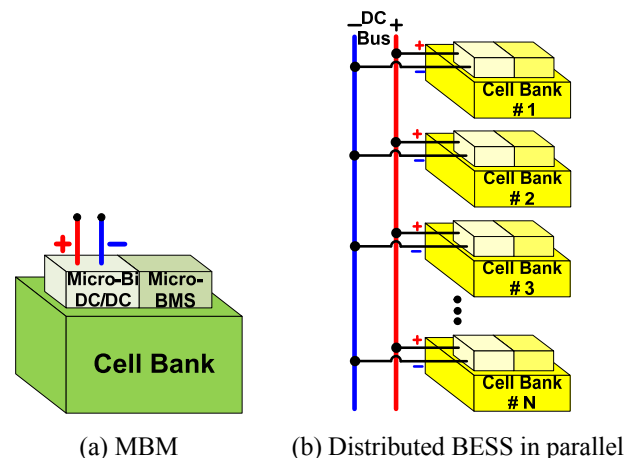 DC
− +
Bus
+
−
Cell Bank
# 1
+
−
Cell Bank
# 2
+
−
Cell Bank
# 3
+
−
Cell Bank
# N
+ −
Micro-Bi
DC/DC
Micro-
BMS
Cell Bank
(a) MBM
(b) Distributed BESS in parallel